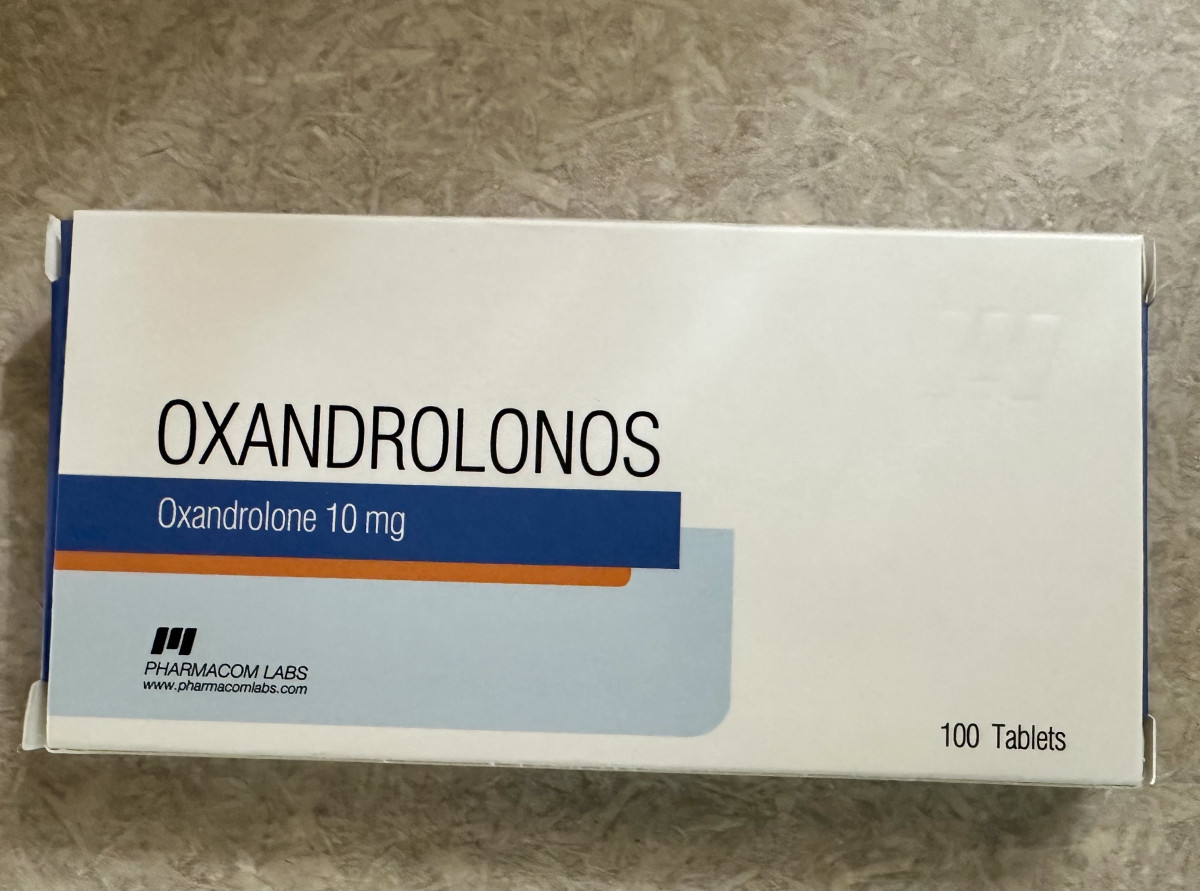 OXANDROLONOS
Oxandrolone 10 mg
PHARMACOM LABS
www.pharmacomlabs.com
100 Tablets